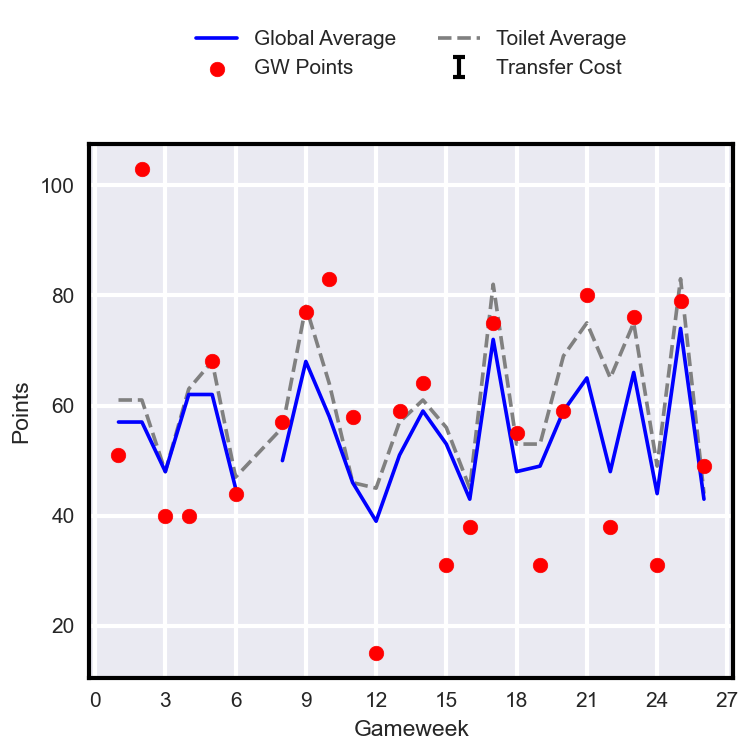 Global Average Toilet Average
GW Points Transfer Cost
100
80
60
40
20
Points
0 3 6 9 12 15 18 21 24 27
Gameweek